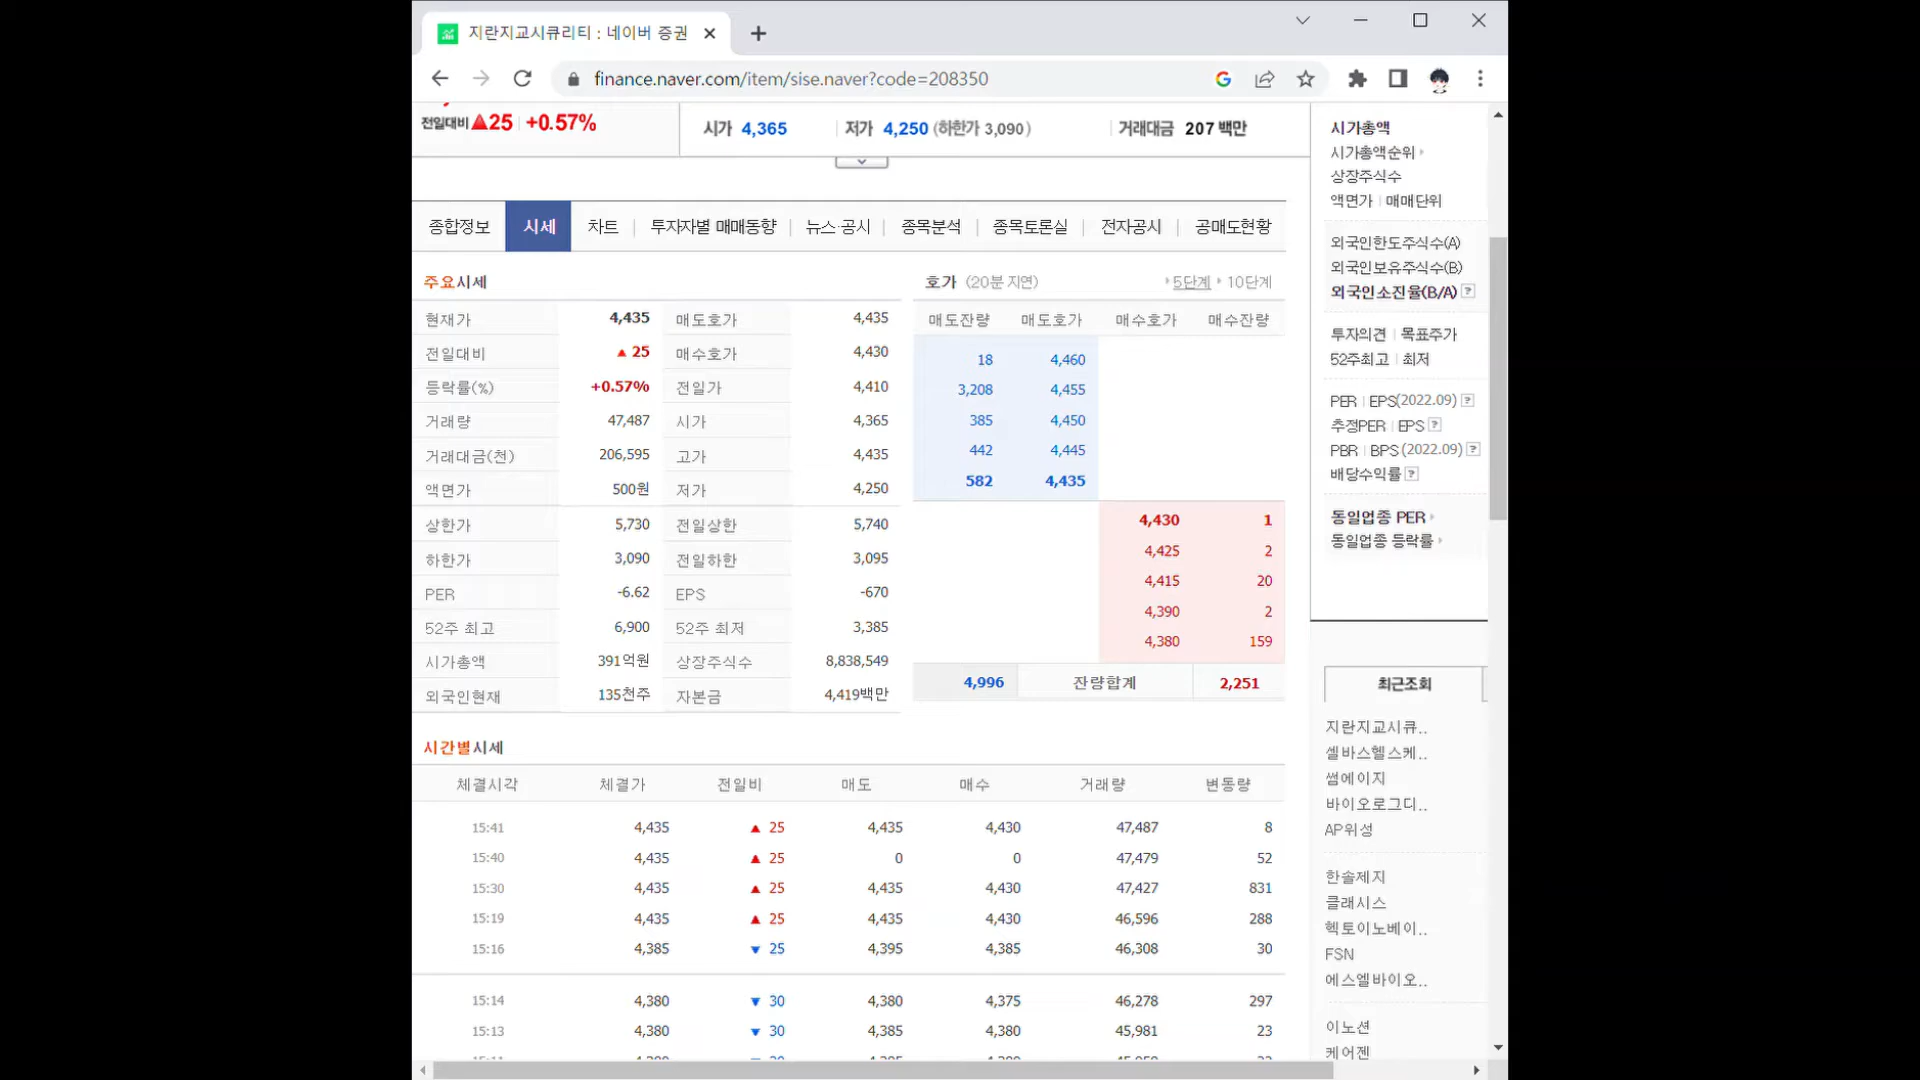 지란지교시큐리티 : 네이버 증권
finance.naver.com/item/sise.naver?code=208350
전일대비 ▲25 +0.57%
시가 4,365 저가 4,250 (하한가 3,090) 거래대금 207 백만
종합정보 시세 차트 투자자별 매매동향 뉴스·공시 종목분석 종목토론실 전자공시 공매도현황
주요시세
현재가 4,435 매도호가 4,435
전일대비 ▲ 25 매수호가 4,430
등락률(%) +0.57% 전일가 4,410
거래량 47,487 시가 4,365
거래대금(천) 206,595 고가 4,435
액면가 500원 저가 4,250
상한가 5,730 전일상한 5,740
하한가 3,090 전일하한 3,095
PER -6.62 EPS -670
52주 최고 6,900 52주 최저 3,385
시가총액 391억원 상장주식수 8,838,549
외국인현재 135천주 자본금 4,419백만
호가 (20분 지연) 5단계 10단계
매도잔량 매도호가 매수호가 매수잔량
18 4,460
3,208 4,455
385 4,450
442 4,445
582 4,435
4,430 1
4,425 2
4,415 20
4,390 2
4,380 159
4,996 잔량합계 2,251
시간별시세
체결시각 체결가 전일비 매도 매수 거래량 변동량
15:41 4,435 ▲ 25 4,435 4,430 47,487 8
15:40 4,435 ▲ 25 0 0 47,479 52
15:30 4,435 ▲ 25 4,435 4,430 47,427 831
15:19 4,435 ▲ 25 4,435 4,430 46,596 288
15:16 4,385 ▼ 25 4,395 4,385 46,308 30
15:14 4,380 ▼ 30 4,380 4,375 46,278 297
15:13 4,380 ▼ 30 4,385 4,380 45,981 23
시가총액
시가총액순위
상장주식수
액면가 매매단위
외국인한도주식수(A)
외국인보유주식수(B)
외국인소진율(B/A) ?
투자의견 목표주가
52주최고 최저
PER EPS(2022.09) ?
추정PER EPS ?
PBR BPS (2022.09) ?
배당수익률 ?
동일업종 PER
동일업종 등락률
최근조회
지란지교시큐..
셀바스헬스케..
썸에이지
바이오로그디..
AP위성
한솔제지
클래시스
헥토이노베이..
FSN
에스엘바이오..
이노션
케어젠